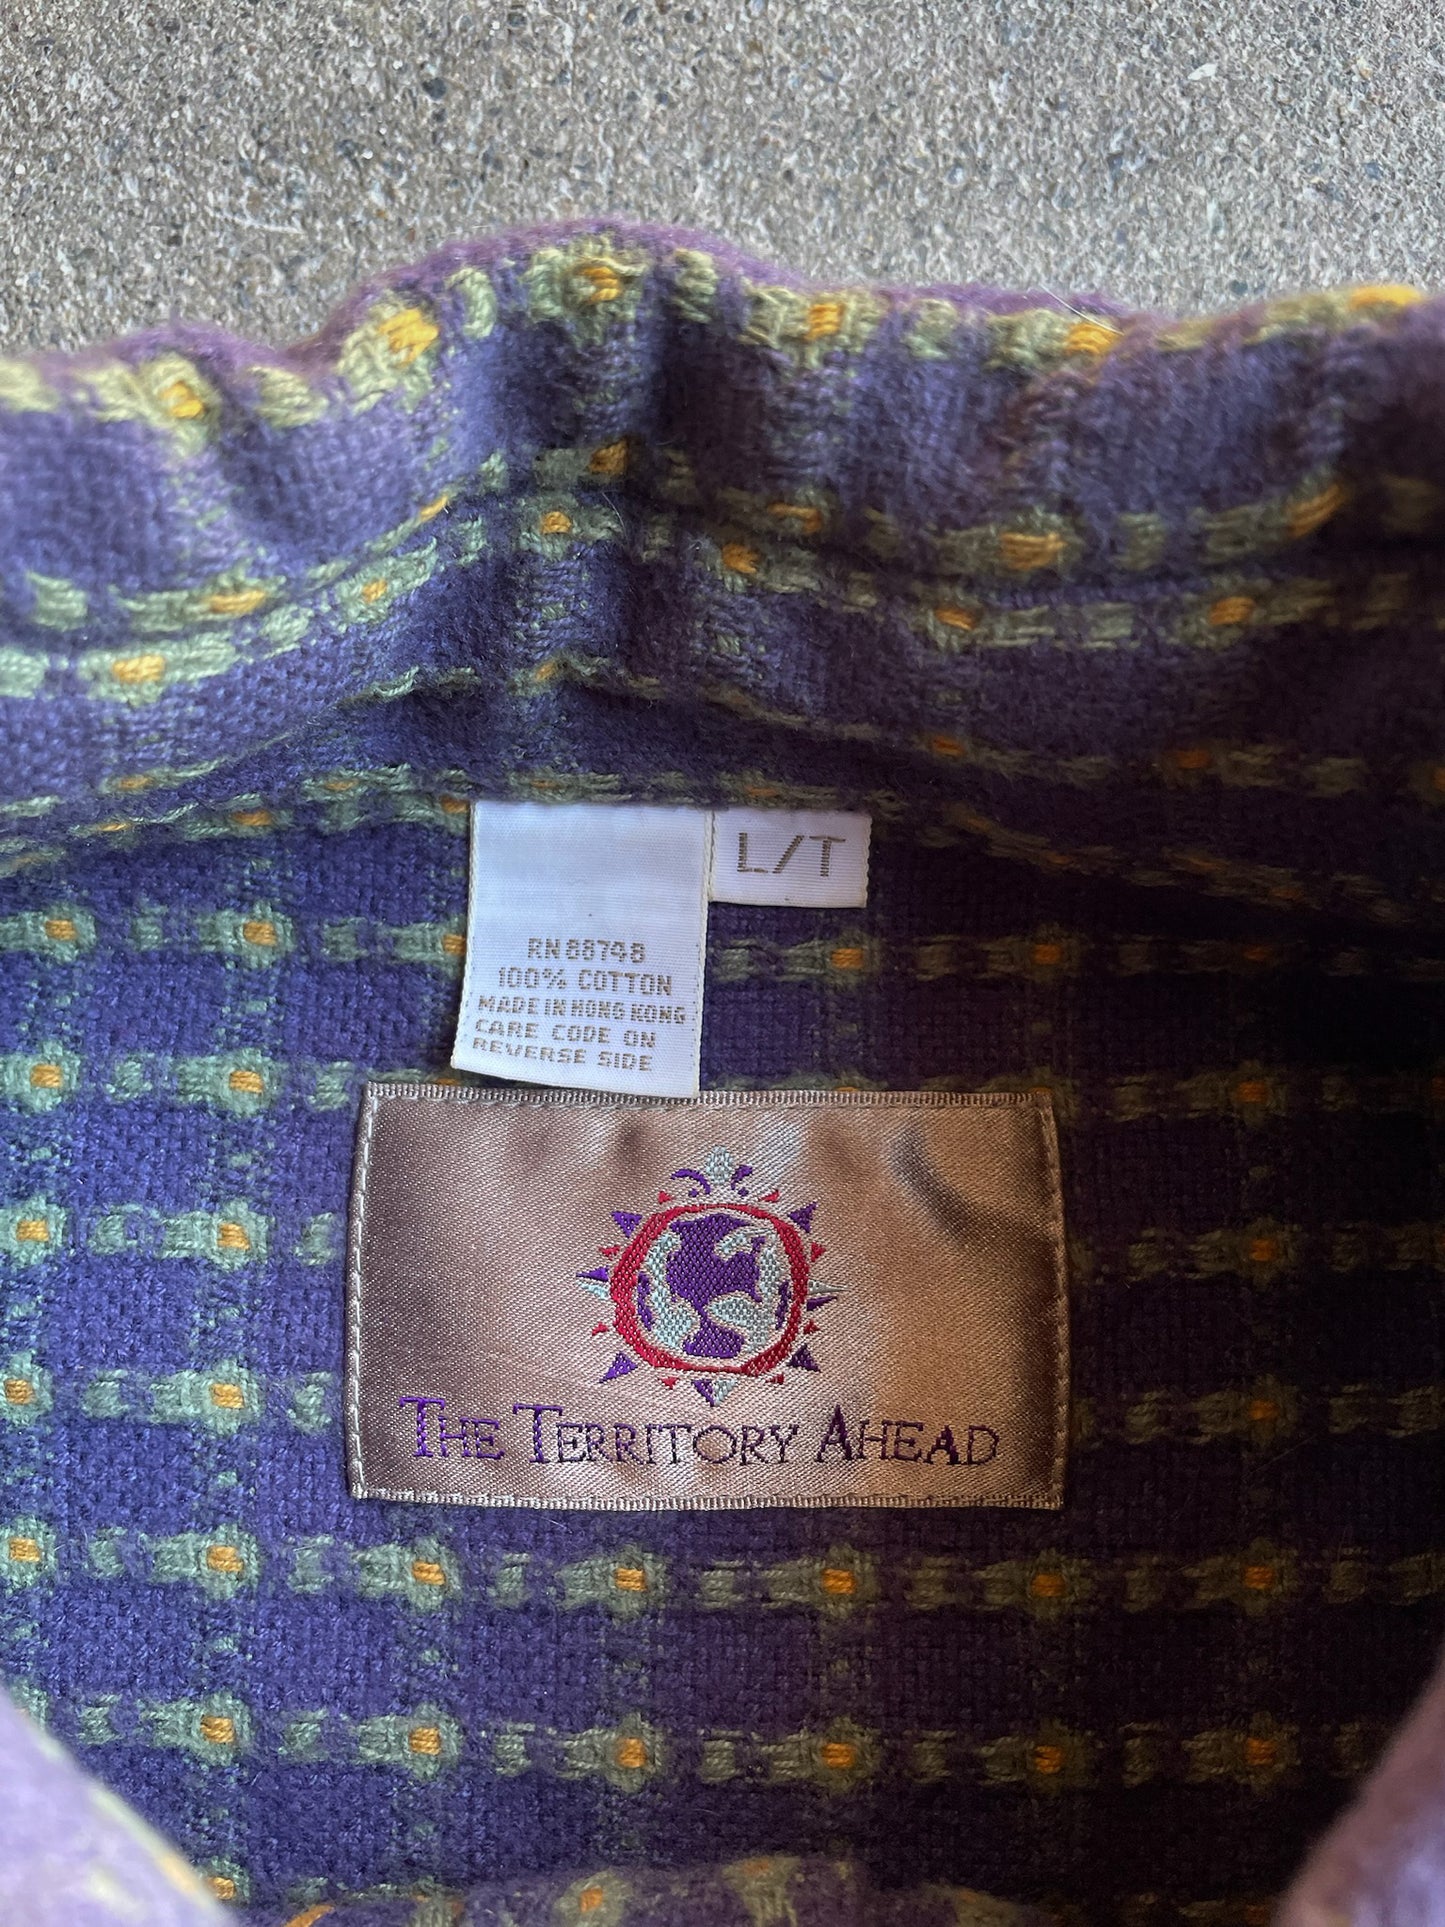 L/T
RN 88748
100% COTTON
MADE IN HONG KONG
CARE CODE ON
REVERSE SIDE
THE TERRITORY AHEAD